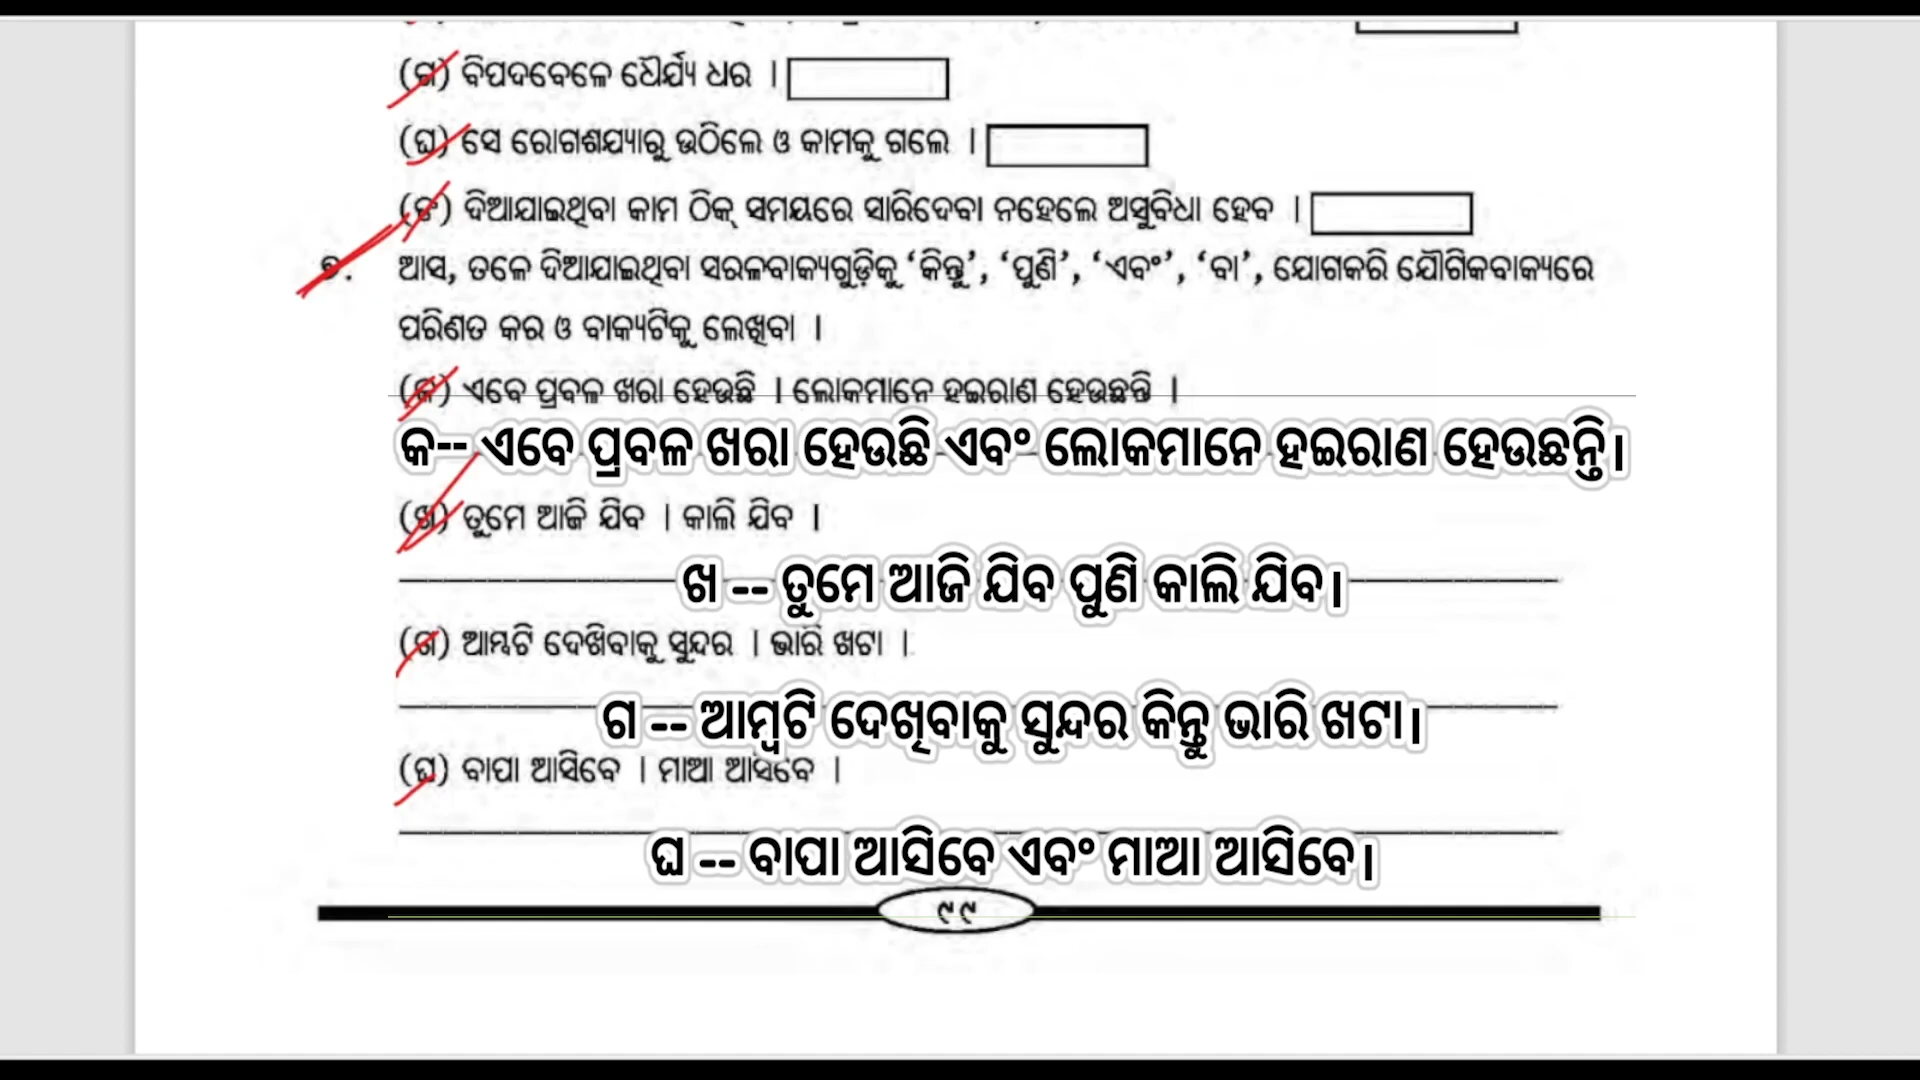 (ଗ) ବିପଦବେଳେ ଧୈର୍ଯ୍ୟ ଧର ।
(ଘ) ସେ ରୋଗଶଯ୍ୟାରୁ ଉଠିଲେ ଓ କାମକୁ ଗଲେ ।
(ଙ) ଦିଆଯାଇଥିବା କାମ ଠିକ୍ ସମୟରେ ସାରିଦେବା ନହେଲେ ଅସୁବିଧା ହେବ ।
ଆସ, ତଳେ ଦିଆଯାଇଥିବା ସରଳବାକ୍ୟଗୁଡ଼ିକୁ ‘କିନ୍ତୁ’, ‘ପୁଣି’, ‘ଏବଂ’, ‘ବା’, ଯୋଗକରି ଯୌଗିକବାକ୍ୟରେ
ପରିଣତ କର ଓ ବାକ୍ୟଟିକୁ ଲେଖିବା ।
(କ) ଏବେ ପ୍ରବଳ ଖରା ହେଉଛି । ଲୋକମାନେ ହଇରାଣ ହେଉଛନ୍ତି ।
କ-- ଏବେ ପ୍ରବଳ ଖରା ହେଉଛି ଏବଂ ଲୋକମାନେ ହଇରାଣ ହେଉଛନ୍ତି।
(ଖ) ତୁମେ ଆଜି ଯିବ । କାଲି ଯିବ ।
ଖ -- ତୁମେ ଆଜି ଯିବ ପୁଣି କାଲି ଯିବ।
(ଗ) ଆମ୍ବଟି ଦେଖିବାକୁ ସୁନ୍ଦର । ଭାରି ଖଟା ।
ଗ -- ଆମ୍ବଟି ଦେଖିବାକୁ ସୁନ୍ଦର କିନ୍ତୁ ଭାରି ଖଟା।
(ଘ) ବାପା ଆସିବେ । ମାଆ ଆସିବେ ।
ଘ -- ବାପା ଆସିବେ ଏବଂ ମାଆ ଆସିବେ।
୯୯